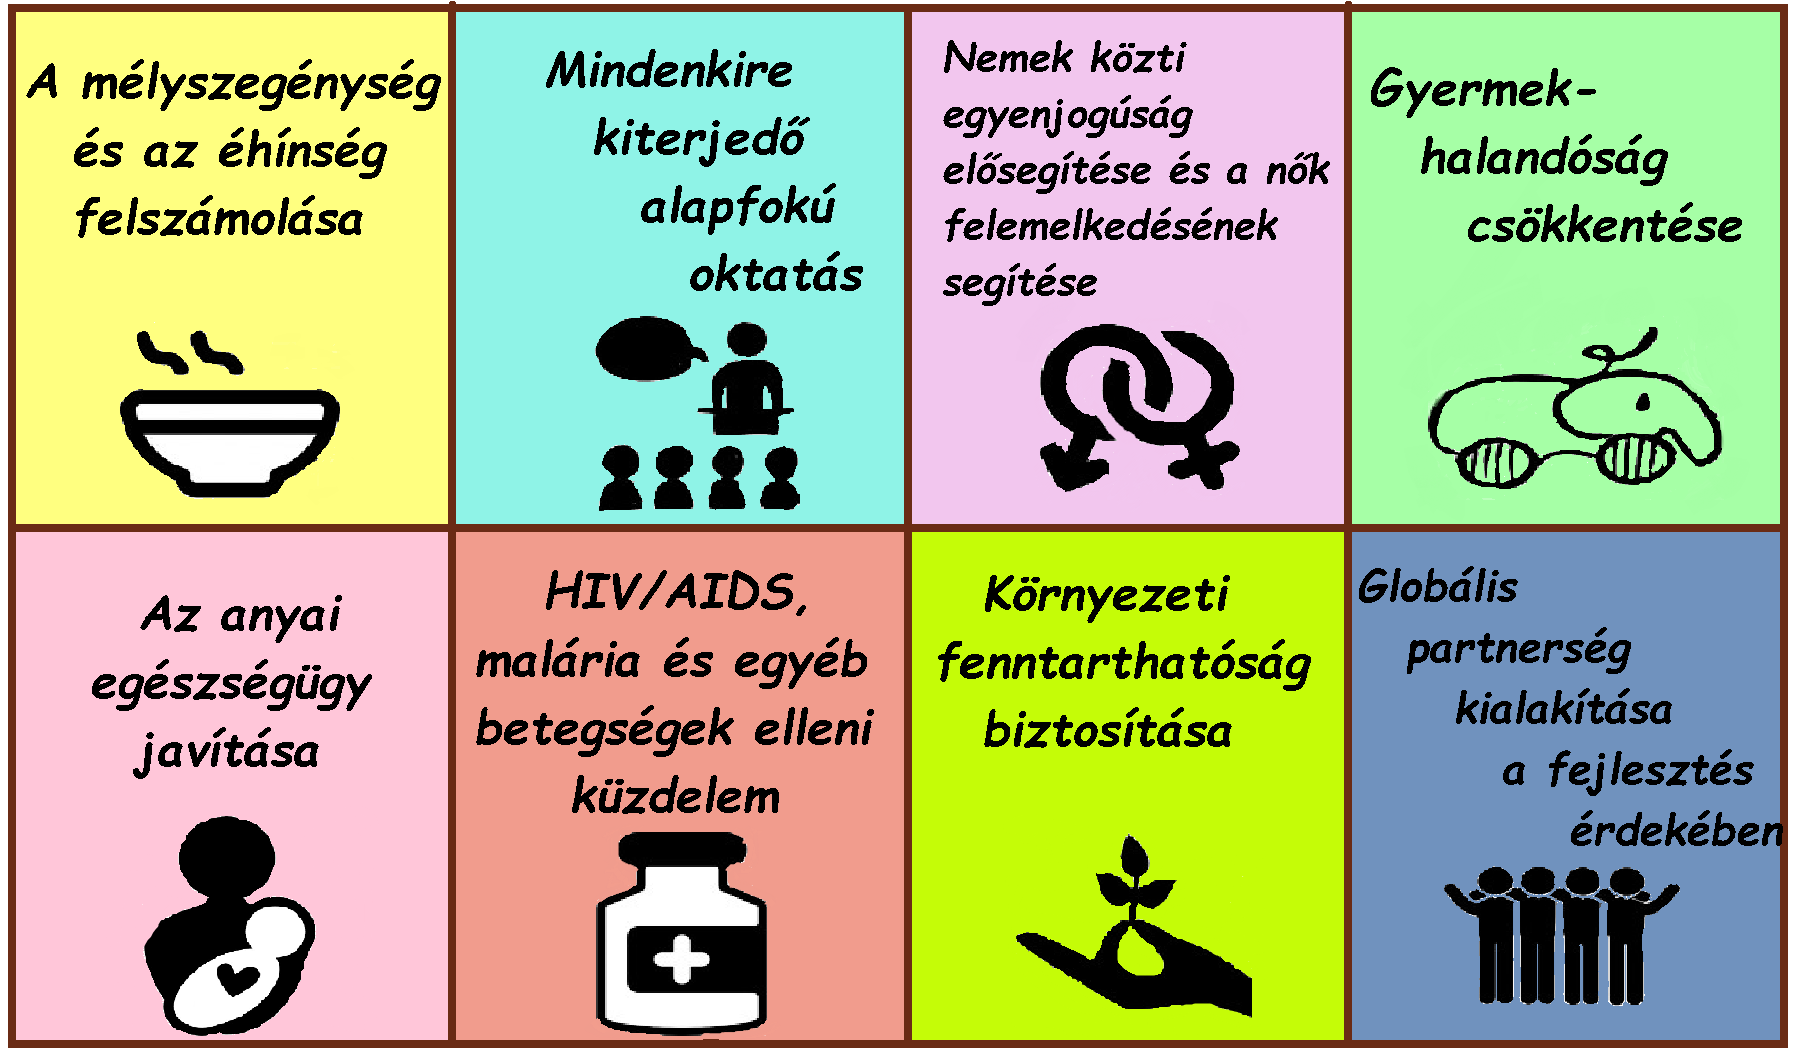 A mélyszegénység
és az éhínség
felszámolása
Mindenkire
kiterjedő
alapfokú
oktatás
Nemek közti
egyenjogúság
elősegítése és a nők
felemelkedésének
segítése
Gyermek-
halandóság
csökkentése
Az anyai
egészségügy
javítása
HIV/AIDS,
malária és egyéb
betegségek elleni
küzdelem
Környezeti
fenntarthatóság
biztosítása
Globális
partnerség
kialakítása
a fejlesztés
érdekében